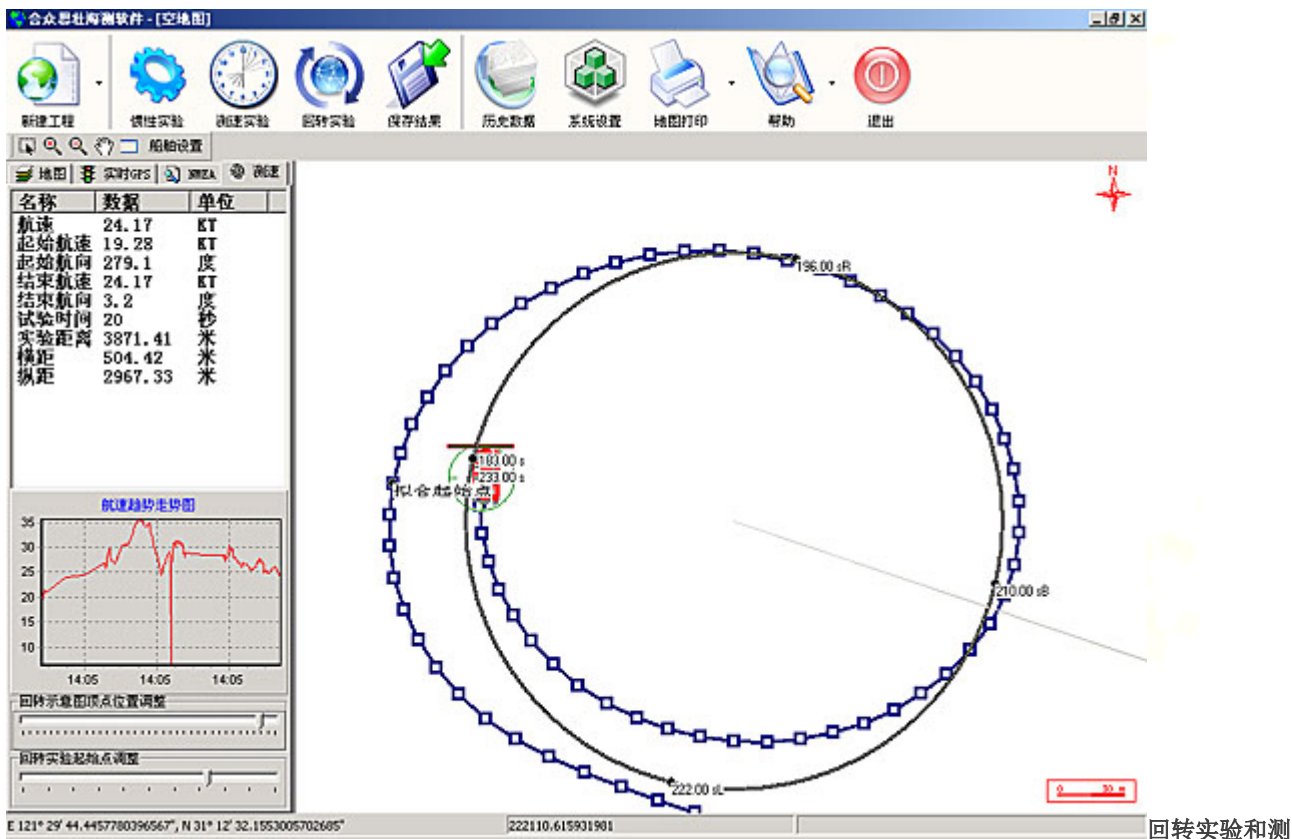 合众思壮海测软件 - [空地图]
新建工程 惯性实验 测速实验 回转实验 保存结果 历史数据 系统设置 地图打印 帮助 退出
船舶设置
地图 实时GPS NMEA 测速
名称 数据 单位
航速 24.17 KT
起始航速 19.28 KT
起始航向 279.1 度
结束航速 24.17 KT
结束航向 3.2 度
试验时间 20 秒
实验距离 3871.41 米
横距 504.42 米
纵距 2967.33 米
航速趋势走势图
35
30
25
20
15
10
14:05 14:05 14:05
回转示意图顶点位置调整
回转实验起始点调整
N
196.00 sR
183.00 s
233.00 s
拟合起始点
210.00 sB
222.00 sL
0 30 m
E 121° 29' 44.4457780396567", N 31° 12' 32.1553005702685" 222110.615931981
回转实验和测